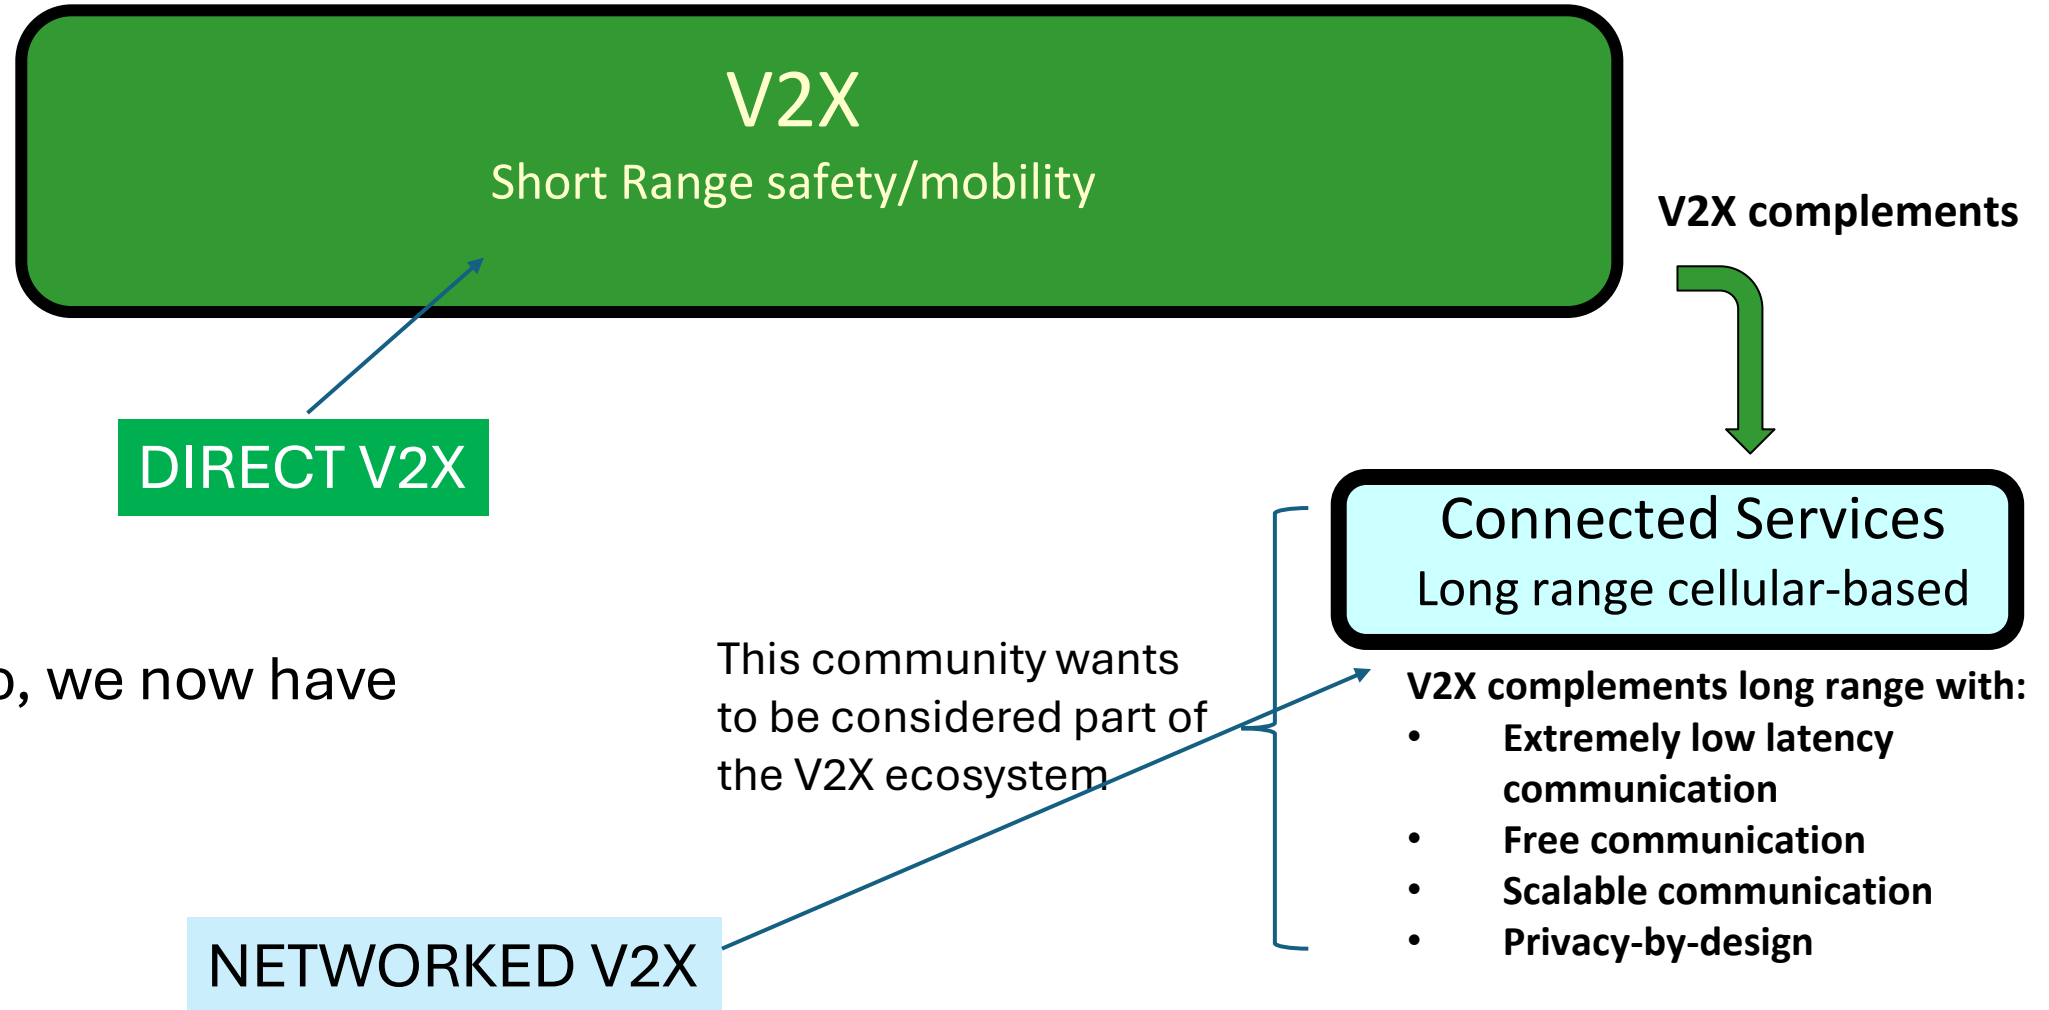 V2X
Short Range safety/mobility
V2X complements
DIRECT V2X
Connected Services
Long range cellular-based
This community wants
to be considered part of
the V2X ecosystem
, we now have
V2X complements long range with:
• Extremely low latency
communication
• Free communication
• Scalable communication
• Privacy-by-design
NETWORKED V2X